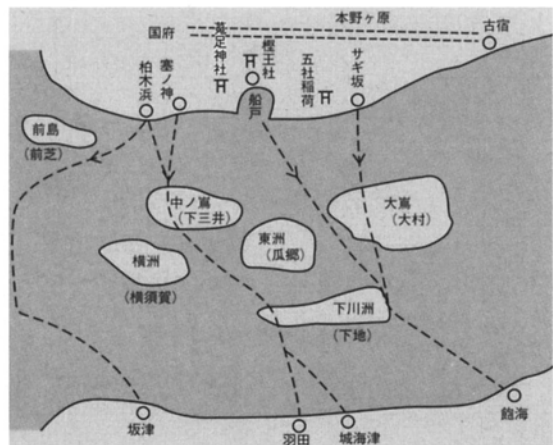 本野ヶ原
国府
古宿
柏木浜
塞ノ神
菟足神社
樫王社
船戸
五社稲荷
サギ坂
前島
(前芝)
中ノ嶌
(下三井)
大嶌
(大村)
東洲
(瓜郷)
横洲
(横須賀)
下川洲
(下地)
坂津
羽田
城海津
飽海